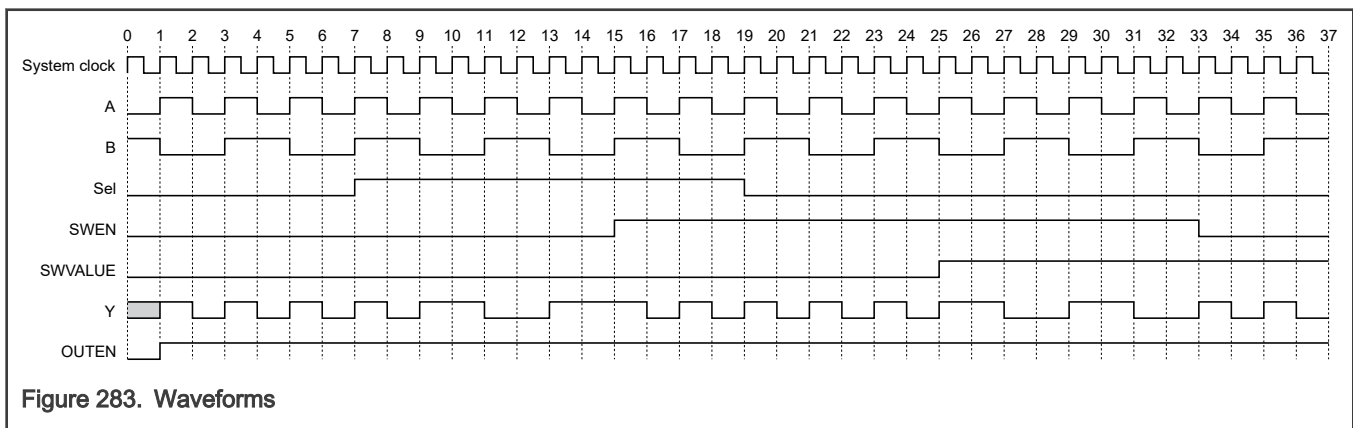 0 1 2 3 4 5 6 7 8 9 10 11 12 13 14 15 16 17 18 19 20 21 22 23 24 25 26 27 28 29 30 31 32 33 34 35 36 37
System clock
A
B
Sel
SWEN
SWVALUE
Y
OUTEN
Figure 283. Waveforms